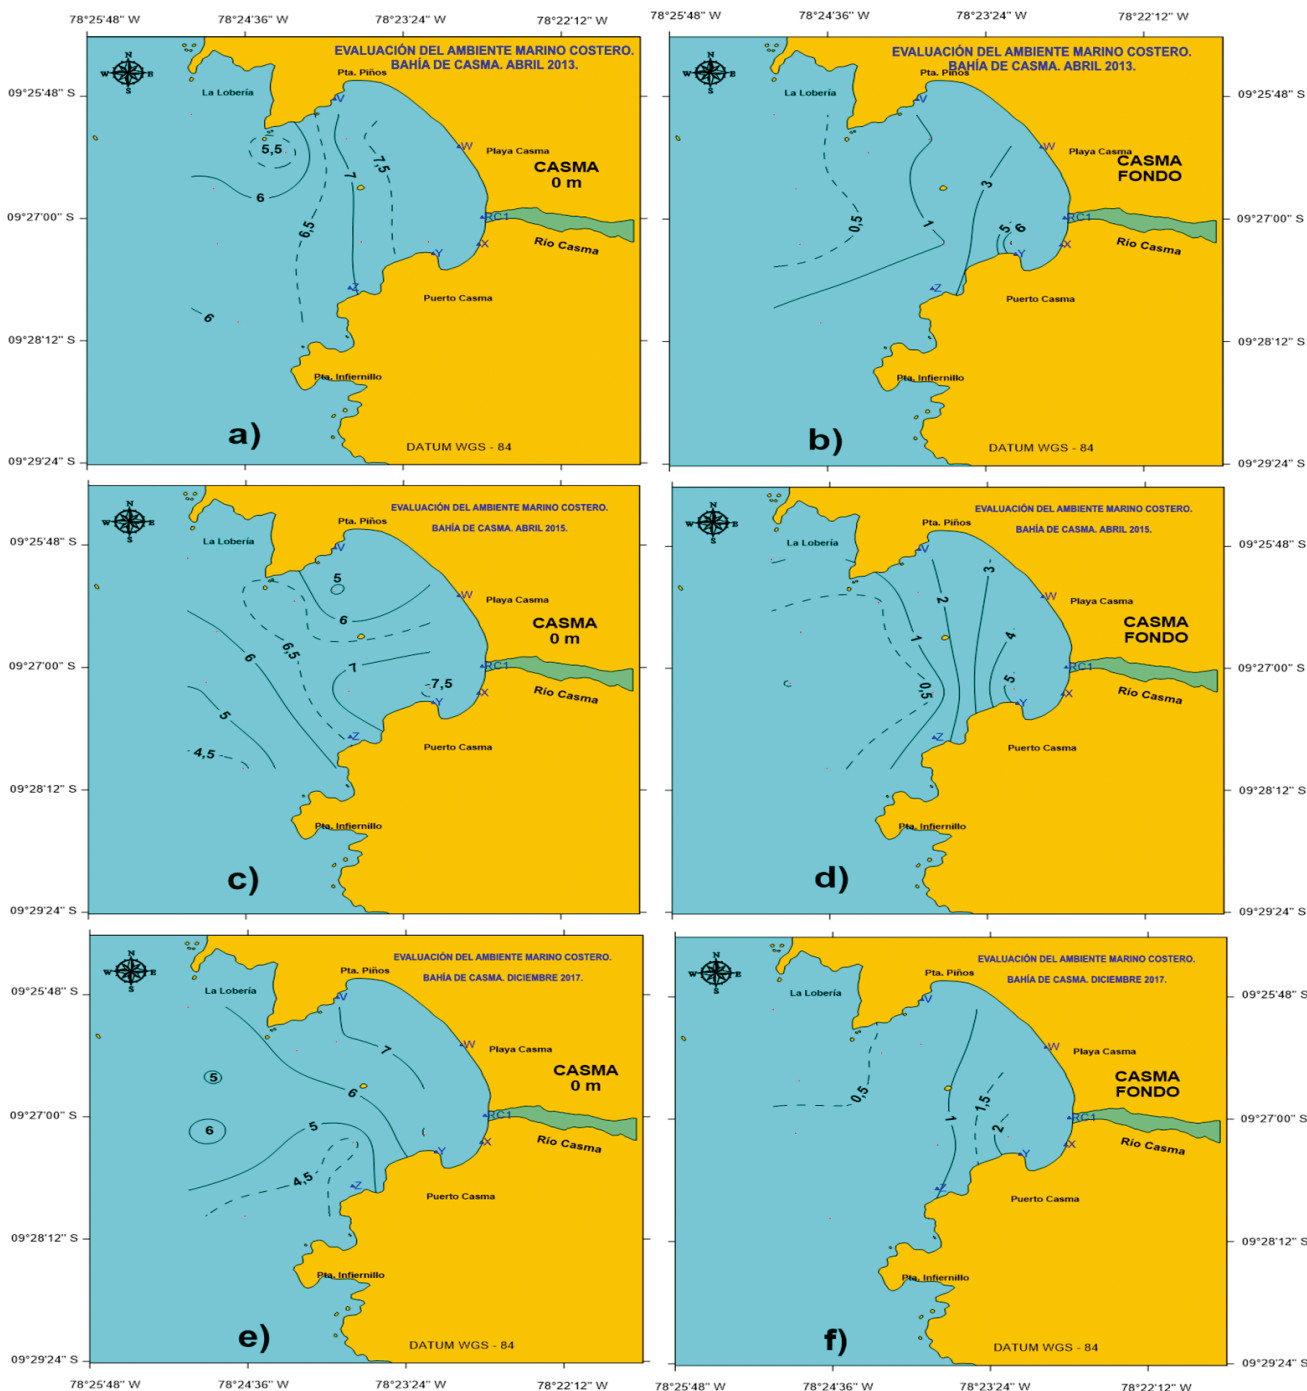 78°25'48" W 78°24'36" W 78°23'24" W 78°22'12" W
78°25'48" W 78°24'36" W 78°23'24" W 78°22'12" W
EVALUACIÓN DEL AMBIENTE MARINO COSTERO.
BAHÍA DE CASMA. ABRIL 2013.
N
W E
S
Pta. Piños
La Lobería
09°25'48" S
V
5,5
7,5
W
Playa Casma
CASMA
0 m
7
6
09°27'00" S
RC1
6,5
Río Casma
X
Y
Z
Puerto Casma
6
09°28'12" S
Pta. Infiernillo
a)
DATUM WGS - 84
09°29'24" S
EVALUACIÓN DEL AMBIENTE MARINO COSTERO.
BAHÍA DE CASMA. ABRIL 2013.
N
W E
S
Pta. Piños
La Lobería
09°25'48" S
V
W
Playa Casma
CASMA
FONDO
3
0,5
1
5
6
09°27'00" S
RC1
Río Casma
X
Y
Z
Puerto Casma
09°28'12" S
Pta. Infiernillo
b)
DATUM WGS - 84
09°29'24" S
EVALUACIÓN DEL AMBIENTE MARINO COSTERO.
BAHÍA DE CASMA. ABRIL 2015.
N
W E
S
Pta. Piños
La Lobería
09°25'48" S
V
5
W
Playa Casma
CASMA
0 m
6
6,5
6
7
09°27'00" S
RC1
7,5
Río Casma
X
Y
5
Z
4,5
Puerto Casma
09°28'12" S
Pta. Infiernillo
c)
09°29'24" S
EVALUACIÓN DEL AMBIENTE MARINO COSTERO.
BAHÍA DE CASMA. ABRIL 2015.
N
W E
S
Pta. Piños
La Lobería
09°25'48" S
V
3
2
W
Playa Casma
CASMA
FONDO
1
4
09°27'00" S
RC1
0,5
5
Río Casma
X
Y
Z
Puerto Casma
09°28'12" S
Pta. Infiernillo
d)
09°29'24" S
EVALUACIÓN DEL AMBIENTE MARINO COSTERO.
BAHÍA DE CASMA. DICIEMBRE 2017.
N
W E
S
Pta. Piños
La Lobería
09°25'48" S
V
7
W
Playa Casma
CASMA
0 m
5
6
6
5
09°27'00" S
RC1
Río Casma
X
Y
4,5
Z
Puerto Casma
09°28'12" S
Pta. Infiernillo
e)
DATUM WGS - 84
09°29'24" S
EVALUACIÓN DEL AMBIENTE MARINO COSTERO.
BAHÍA DE CASMA. DICIEMBRE 2017.
N
W E
S
Pta. Piños
La Lobería
09°25'48" S
V
W
Playa Casma
CASMA
FONDO
0,5
1
1,5
2
09°27'00" S
RC1
Río Casma
X
Y
Z
Puerto Casma
09°28'12" S
Pta. Infiernillo
f)
DATUM WGS - 84
09°29'24" S
78°25'48" W 78°24'36" W 78°23'24" W 78°22'12" W
78°25'48" W 78°24'36" W 78°23'24" W 78°22'12" W